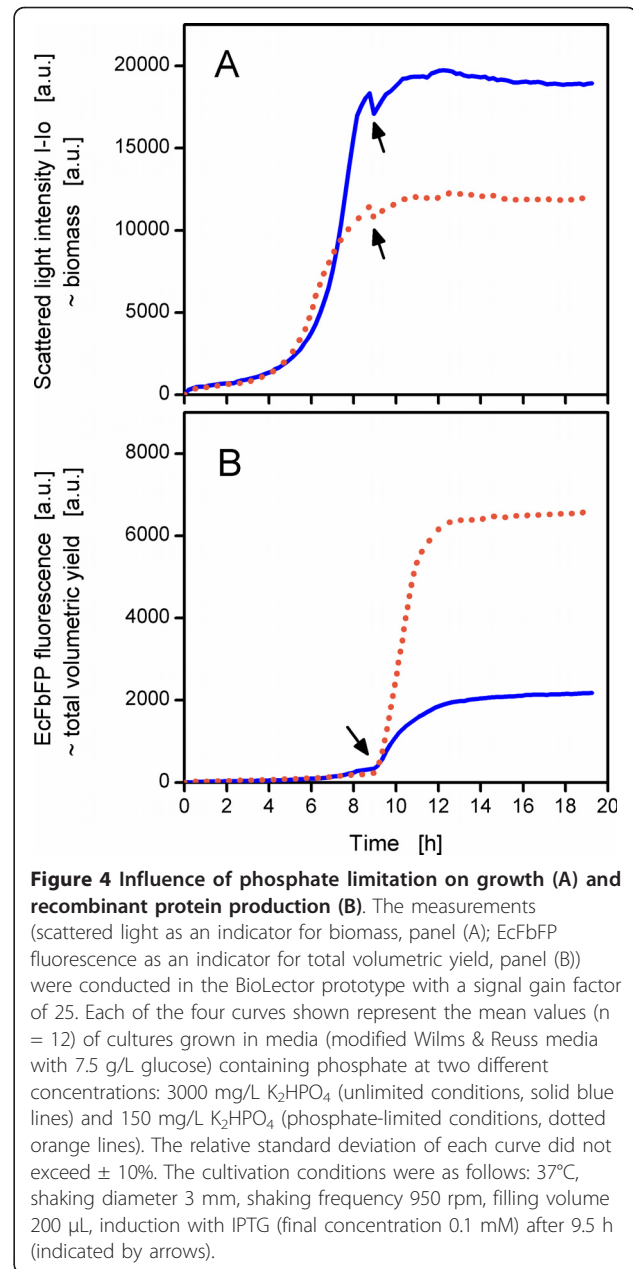 A
Scattered light intensity I-Io [a.u.]
~ biomass [a.u.]
20000
15000
10000
5000
0
B
EcFbFP fluorescence [a.u.]
~ total volumetric yield [a.u.]
8000
6000
4000
2000
0
0 2 4 6 8 10 12 14 16 18 20
Time [h]
Figure 4 Influence of phosphate limitation on growth (A) and
recombinant protein production (B). The measurements
(scattered light as an indicator for biomass, panel (A); EcFbFP
fluorescence as an indicator for total volumetric yield, panel (B))
were conducted in the BioLector prototype with a signal gain factor
of 25. Each of the four curves shown represent the mean values (n
= 12) of cultures grown in media (modified Wilms & Reuss media
with 7.5 g/L glucose) containing phosphate at two different
concentrations: 3000 mg/L K₂HPO₄ (unlimited conditions, solid blue
lines) and 150 mg/L K₂HPO₄ (phosphate-limited conditions, dotted
orange lines). The relative standard deviation of each curve did not
exceed ± 10%. The cultivation conditions were as follows: 37°C,
shaking diameter 3 mm, shaking frequency 950 rpm, filling volume
200 μL, induction with IPTG (final concentration 0.1 mM) after 9.5 h
(indicated by arrows).